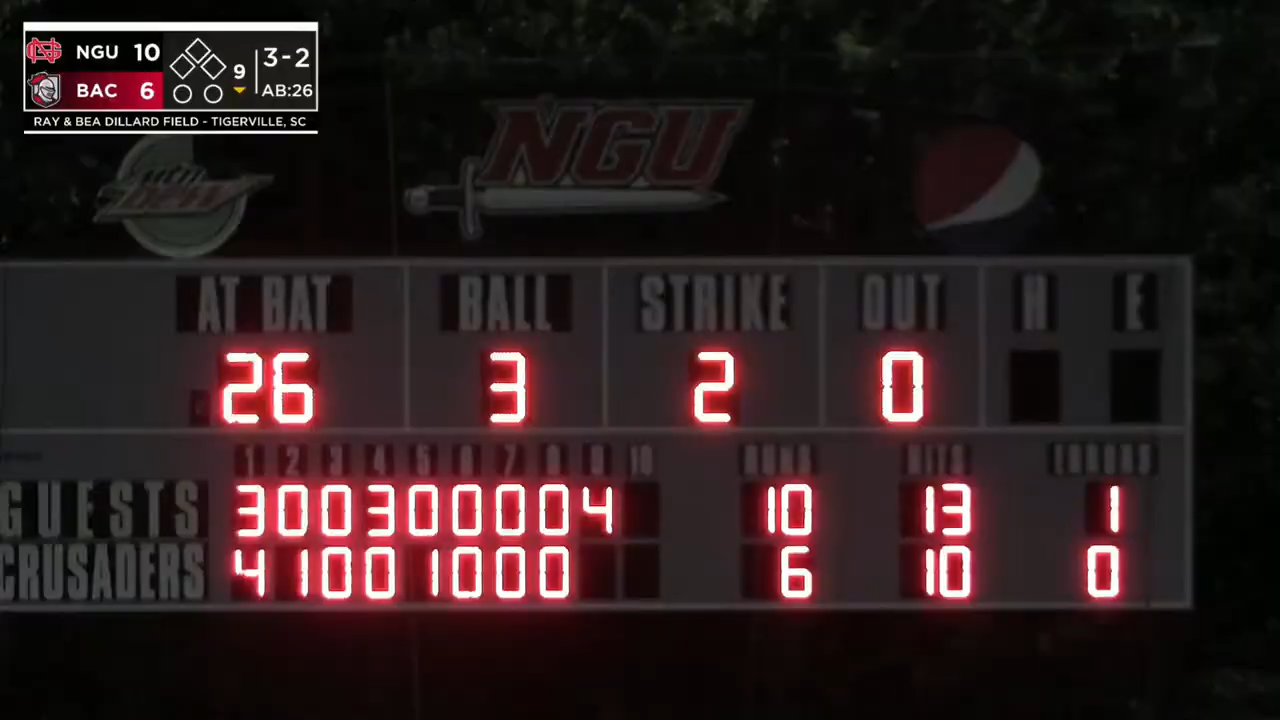 NGU 10
BAC 6
9
3-2
AB:26
RAY & BEA DILLARD FIELD - TIGERVILLE, SC
NGU
AT BAT BALL STRIKE OUT H E
26 3 2 0
1 2 3 4 5 6 7 8 9 10 RUNS HITS ERRORS
GUESTS 3 0 0 3 0 0 0 0 4 10 13 1
CRUSADERS 4 1 0 0 1 0 0 0 6 10 0